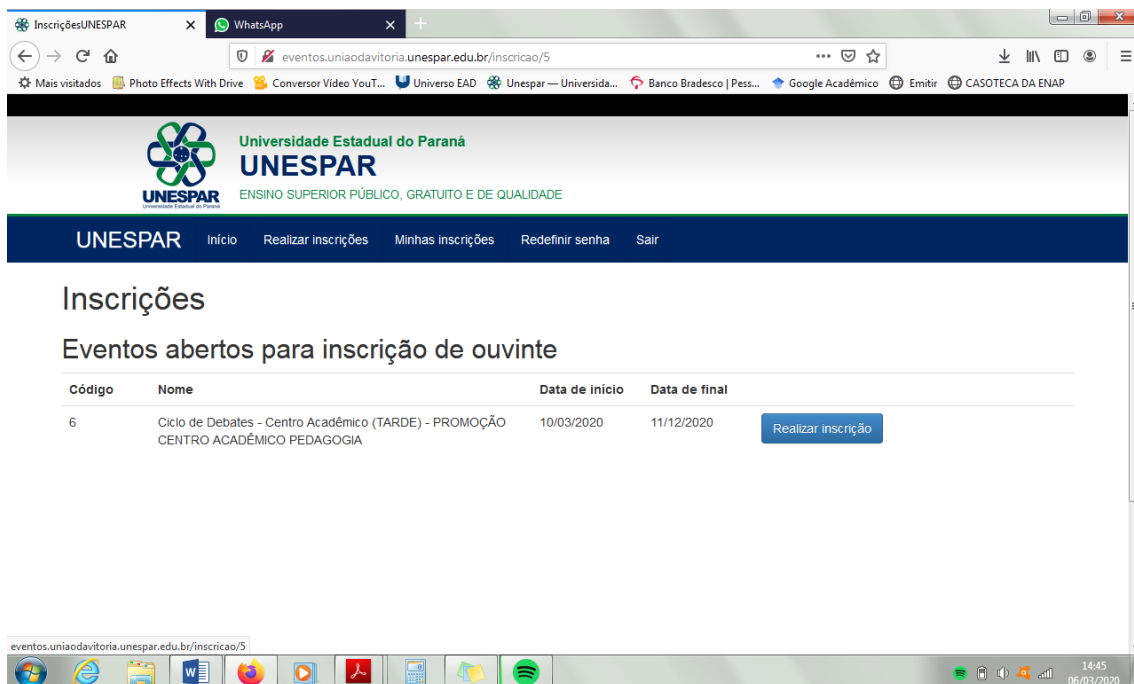 InscriçõesUNESPAR
WhatsApp
eventos.uniaodavitoria.unespar.edu.br/inscricao/5
Mais visitados Photo Effects With Drive Conversor Vídeo YouT... Universo EAD Unespar — Universida... Banco Bradesco | Pess... Google Acadêmico Emitir CASOTECA DA ENAP
UNESPAR
Universidade Estadual do Paraná
Universidade Estadual do Paraná
UNESPAR
ENSINO SUPERIOR PÚBLICO, GRATUITO E DE QUALIDADE
UNESPAR Início Realizar inscrições Minhas inscrições Redefinir senha Sair
Inscrições
Eventos abertos para inscrição de ouvinte
Código Nome Data de início Data de final
6 Ciclo de Debates - Centro Acadêmico (TARDE) - PROMOÇÃO 10/03/2020 11/12/2020 Realizar inscrição
CENTRO ACADÊMICO PEDAGOGIA
eventos.uniaodavitoria.unespar.edu.br/inscricao/5
14:45
06/03/2020